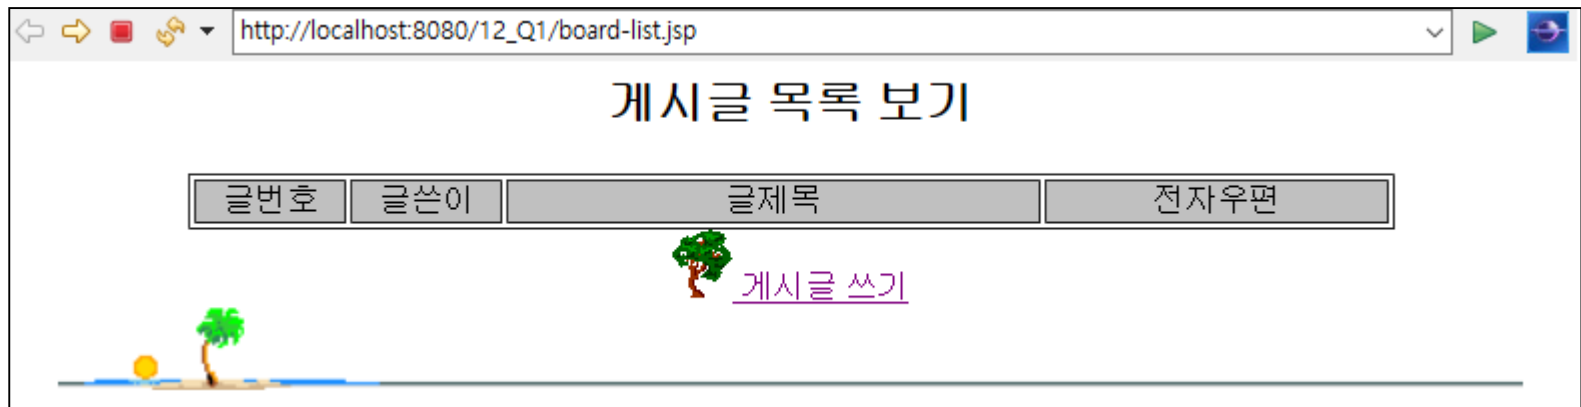 http://localhost:8080/12_Q1/board-list.jsp
게시글 목록 보기
글번호 글쓴이 글제목 전자우편
게시글 쓰기